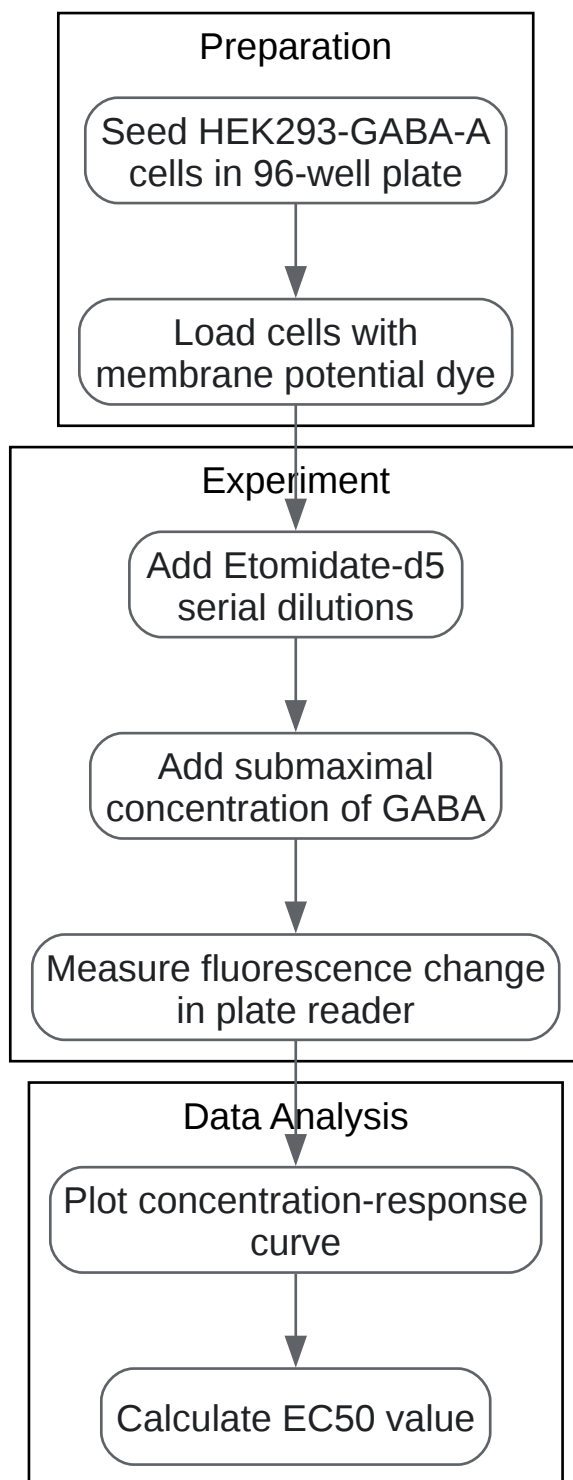 Preparation
Seed HEK293-GABA-A
cells in 96-well plate
Load cells with
membrane potential dye
Experiment
Add Etomidate-d5
serial dilutions
Add submaximal
concentration of GABA
Measure fluorescence change
in plate reader
Data Analysis
Plot concentration-response
curve
Calculate EC50 value